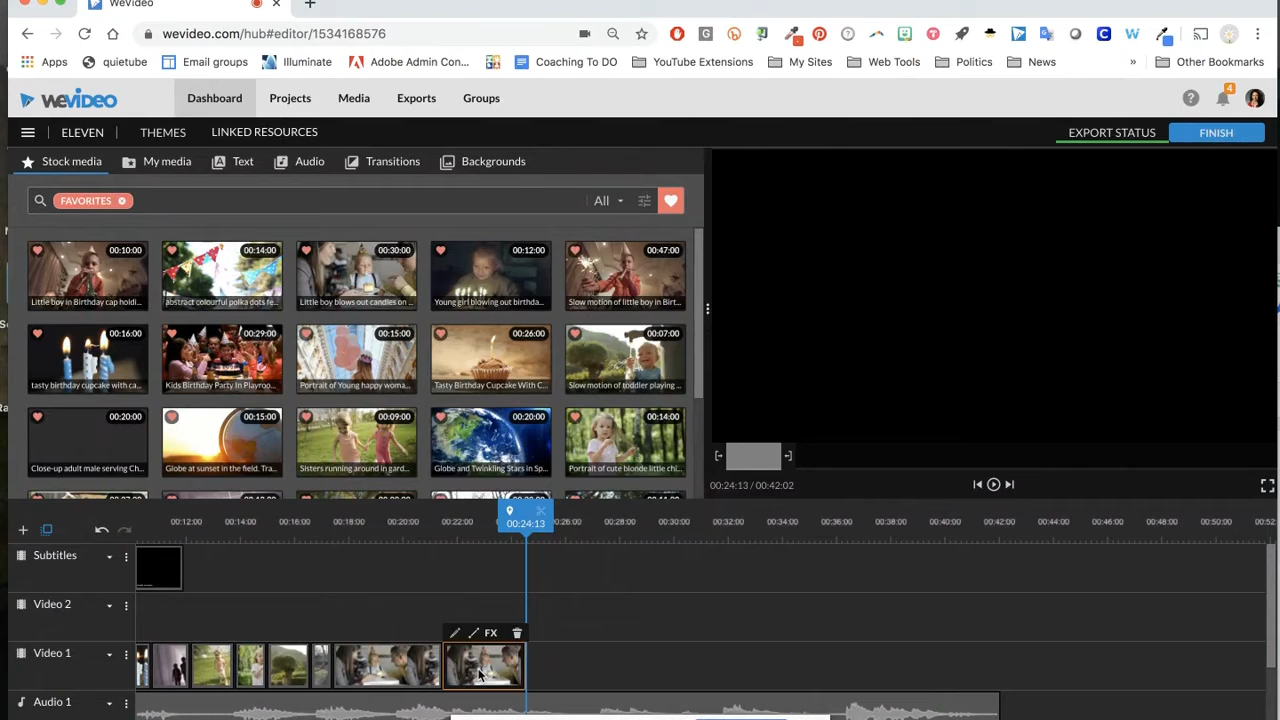 WeVideo
wevideo.com/hub#editor/1534168576
Apps quietube Email groups Illuminate Adobe Admin Con... Coaching To DO YouTube Extensions My Sites Web Tools Politics News » Other Bookmarks
WEVIDEO Dashboard Projects Media Exports Groups 4
ELEVEN THEMES LINKED RESOURCES EXPORT STATUS FINISH
Stock media My media Text Audio Transitions Backgrounds
FAVORITES All
00:10:00 00:14:00 00:30:00 00:12:00 00:47:00
Little boy in Birthday cap holdi... abstract colourful polka dots fe... Little boy blows out candles on ... Young girl blowing out birthda... Slow motion of little boy in Birt...
00:16:00 00:29:00 00:15:00 00:26:00 00:07:00
tasty birthday cupcake with ca... Kids Birthday Party In Playroo... Portrait of Young happy woma... Tasty Birthday Cupcake With C... Slow motion of toddler playing ...
00:20:00 00:15:00 00:09:00 00:20:00 00:14:00
Close-up adult male serving Ch... Globe at sunset in the field. Tra... Sisters running around in gard... Globe and Twinkling Stars in Sp... Portrait of cute blonde little chi...
00:24:13 / 00:42:02
00:12:00 00:14:00 00:16:00 00:18:00 00:20:00 00:22:00 00:24:13 00:26:00 00:28:00 00:30:00 00:32:00 00:34:00 00:36:00 00:38:00 00:40:00 00:42:00 00:44:00 00:46:00 00:48:00 00:50:00 00:52:
Subtitles
Video 2
FX
Video 1
Audio 1